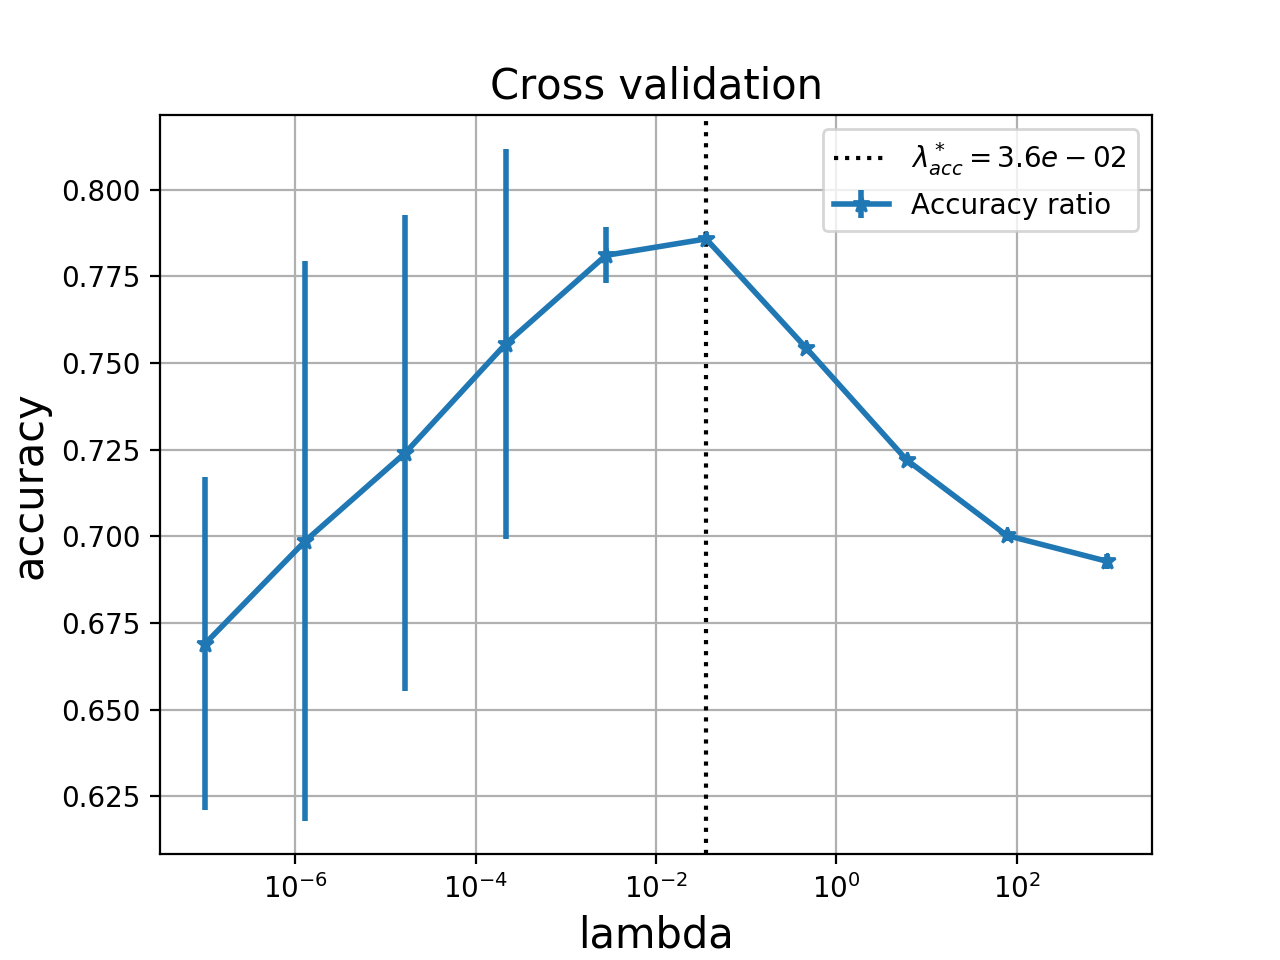 Cross validation
λ*acc = 3.6e − 02
Accuracy ratio
accuracy
0.800
0.775
0.750
0.725
0.700
0.675
0.650
0.625
10⁻⁶ 10⁻⁴ 10⁻² 10⁰ 10²
lambda